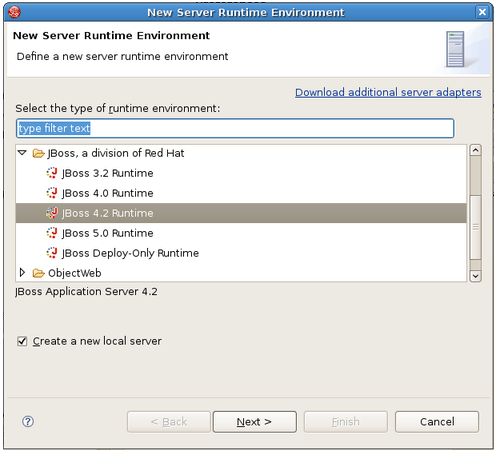 New Server Runtime Environment
New Server Runtime Environment
Define a new server runtime environment
Download additional server adapters
Select the type of runtime environment:
type filter text
JBoss, a division of Red Hat
JBoss 3.2 Runtime
JBoss 4.0 Runtime
JBoss 4.2 Runtime
JBoss 5.0 Runtime
JBoss Deploy-Only Runtime
ObjectWeb
JBoss Application Server 4.2
Create a new local server
? < Back Next > Finish Cancel